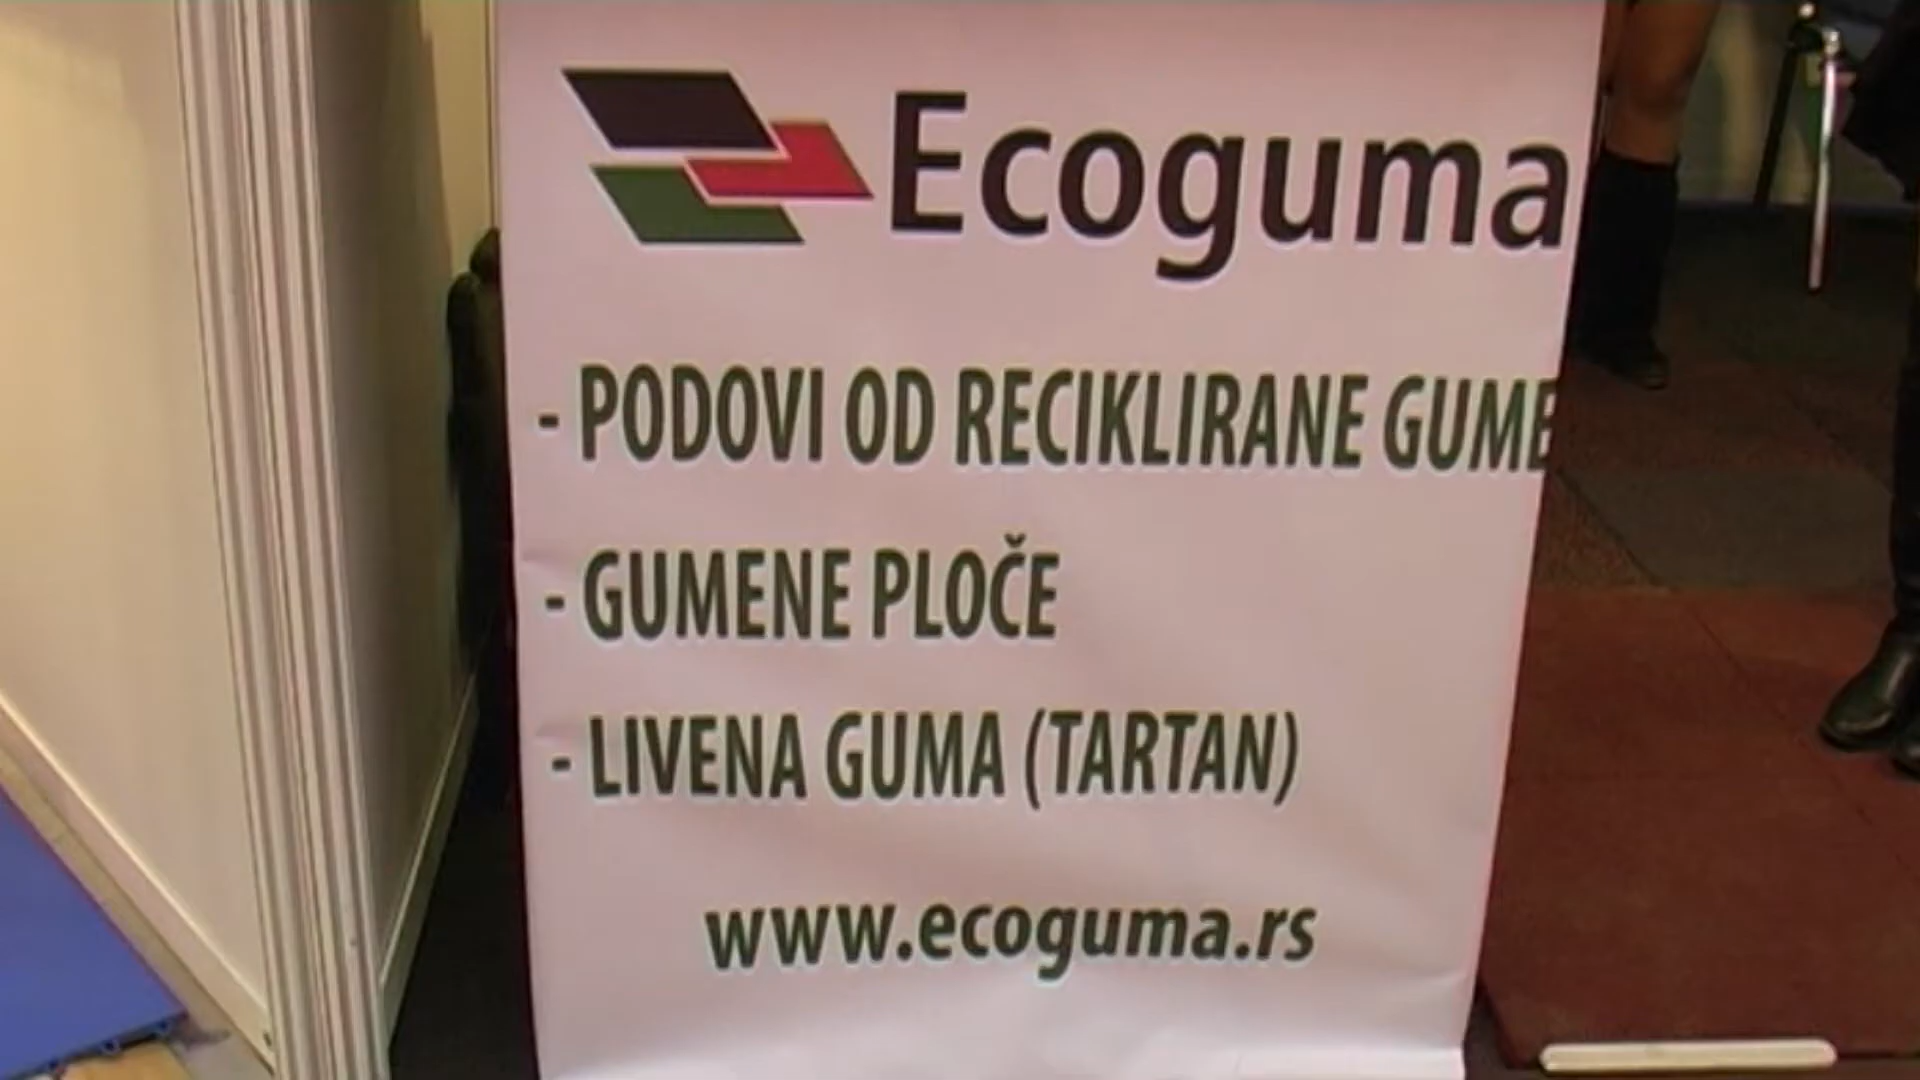 Ecoguma
- PODOVI OD RECIKLIRANE GUME
- GUMENE PLOČE
- LIVENA GUMA (TARTAN)
www.ecoguma.rs